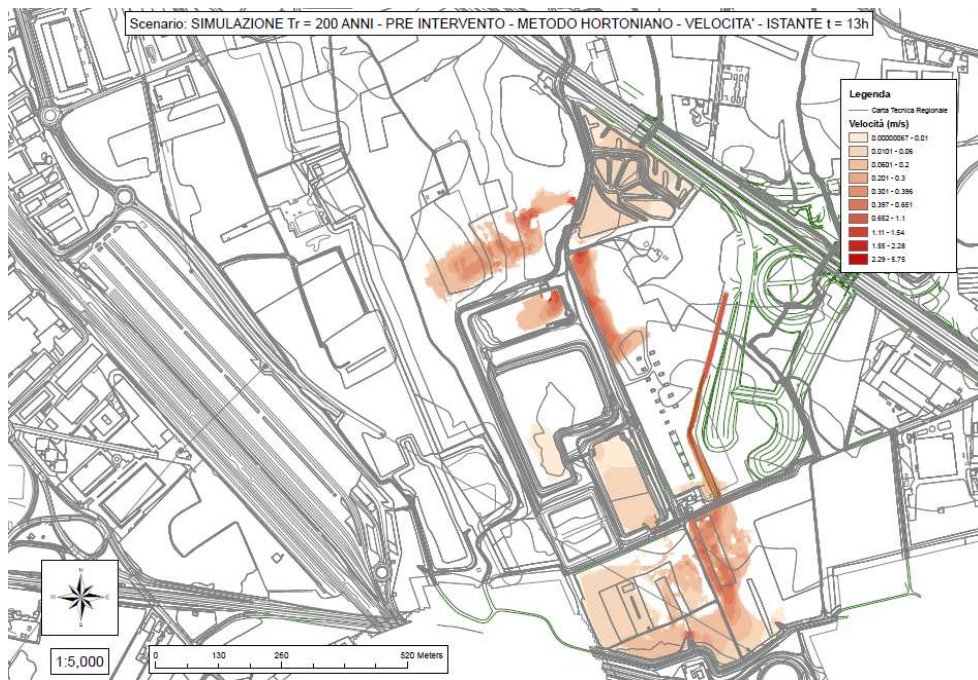 Scenario: SIMULAZIONE Tr = 200 ANNI - PRE INTERVENTO - METODO HORTONIANO - VELOCITA' - ISTANTE t = 13h
Legenda
Carta Tecnica Regionale
Velocità (m/s)
0.00000067 - 0.01
0.0101 - 0.06
0.0601 - 0.2
0.201 - 0.3
0.301 - 0.396
0.397 - 0.651
0.652 - 1.1
1.11 - 1.54
1.55 - 2.28
2.29 - 5.75
N
W E
S
1:5,000
0 130 260 520 Meters